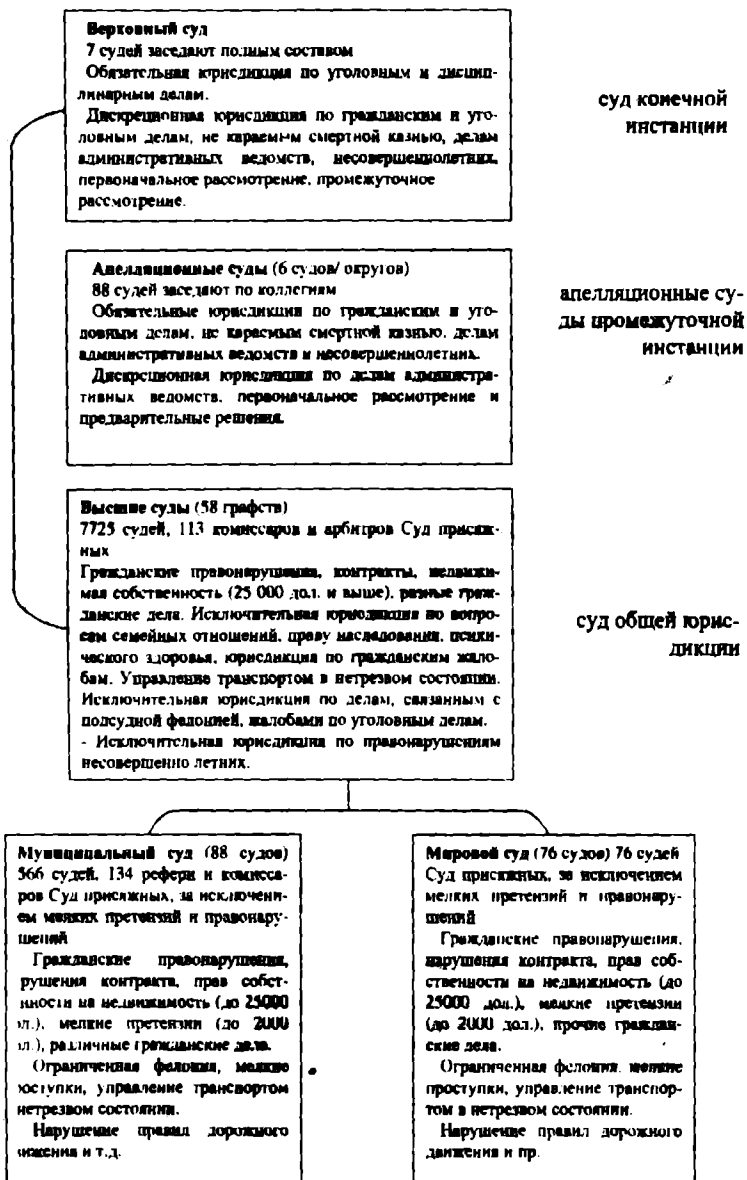 Верховный суд
7 судей заседают полным составом
Обязательная юрисдикция по уголовным и дисцип-
линарным делам.
Дискреционная юрисдикция по гражданским и уго-
ловным делам, не караемым смертной казнью, делам
административных ведомств, несовершеннолетних,
первоначальное рассмотрение, промежуточное
рассмотрение.
суд конечной
инстанции
Апелляционные суды (6 судов/ округов)
88 судей заседают по коллегиям
Обязательные юрисдикции по гражданским и уго-
ловным делам, не караемым смертной казнью, делам
административных ведомств и несовершеннолетних.
Дискреционная юрисдикция по делам администра-
тивных ведомств, первоначальное рассмотрение и
предварительные решения.
апелляционные су-
ды промежуточной
инстанции
Высшие суды (58 графств)
7725 судей, 113 комиссаров и арбитров Суд присяж-
ных
Гражданские правонарушения, контракты, недвижи-
мая собственность (25 000 дол. и выше), разные граж-
данские дела. Исключительная юрисдикция по вопро-
сам семейных отношений, праву наследования, психи-
ческого здоровья, юрисдикция по гражданским жало-
бам. Управление транспортом в нетрезвом состоянии.
Исключительная юрисдикция по делам, связанным с
подсудной фелонией, жалобами по уголовным делам.
- Исключительная юрисдикция по правонарушениям
несовершенно летних.
суд общей юрис-
дикции
Муниципальный суд (88 судов)
566 судей, 134 рефери и комисса-
ров Суд присяжных, за исключени-
ем мелких претензий и правонару-
шений
Гражданские правонарушения,
рушения контракта, прав собст-
нности на недвижимость (до 25000
л.), мелкие претензии (до 2000
л.), различные гражданские дела.
Ограниченная фелония, мелкие
оступки, управление транспортом
нетрезвом состоянии.
Нарушение правил дорожного
ижения и т.д.
Мировой суд (76 судов) 76 судей
Суд присяжных, за исключением
мелких претензий и правонару-
шений
Гражданские правонарушения,
нарушения контракта, прав соб-
ственности на недвижимость (до
25000 дол.), мелкие претензии
(до 2000 дол.), прочие граждан-
ские дела.
Ограниченная фелония, мелкие
проступки, управление транспор-
том в нетрезвом состоянии.
Нарушение правил дорожного
движения и пр.